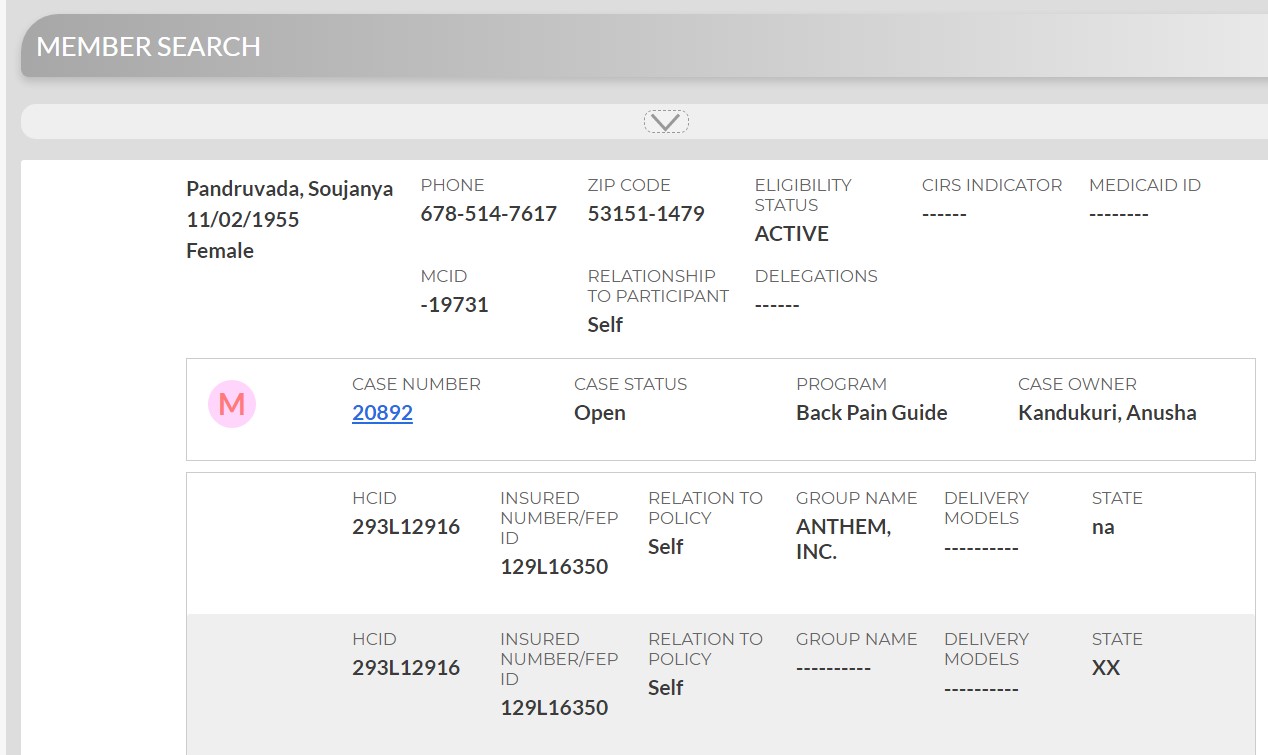 MEMBER SEARCH
Pandruvada, Soujanya
11/02/1955
Female
PHONE
678-514-7617
ZIP CODE
53151-1479
ELIGIBILITY
STATUS
ACTIVE
CIRS INDICATOR
------
MEDICAID ID
--------
MCID
-19731
RELATIONSHIP
TO PARTICIPANT
Self
DELEGATIONS
------
M
CASE NUMBER
20892
CASE STATUS
Open
PROGRAM
Back Pain Guide
CASE OWNER
Kandukuri, Anusha
HCID
293L12916
INSURED
NUMBER/FEP
ID
129L16350
RELATION TO
POLICY
Self
GROUP NAME
ANTHEM,
INC.
DELIVERY
MODELS
----------
STATE
na
HCID
293L12916
INSURED
NUMBER/FEP
ID
129L16350
RELATION TO
POLICY
Self
GROUP NAME
----------
DELIVERY
MODELS
----------
STATE
XX